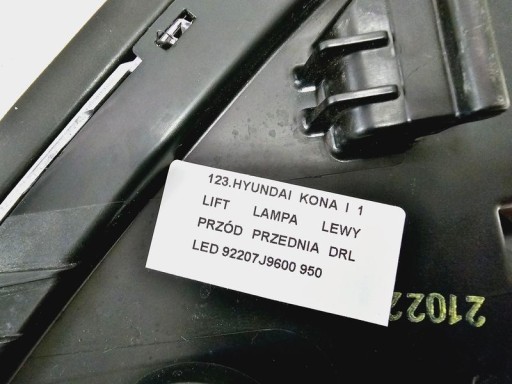 123.HYUNDAI KONA I 1
LIFT LAMPA LEWY
PRZÓD PRZEDNIA DRL
LED 92207J9600 950